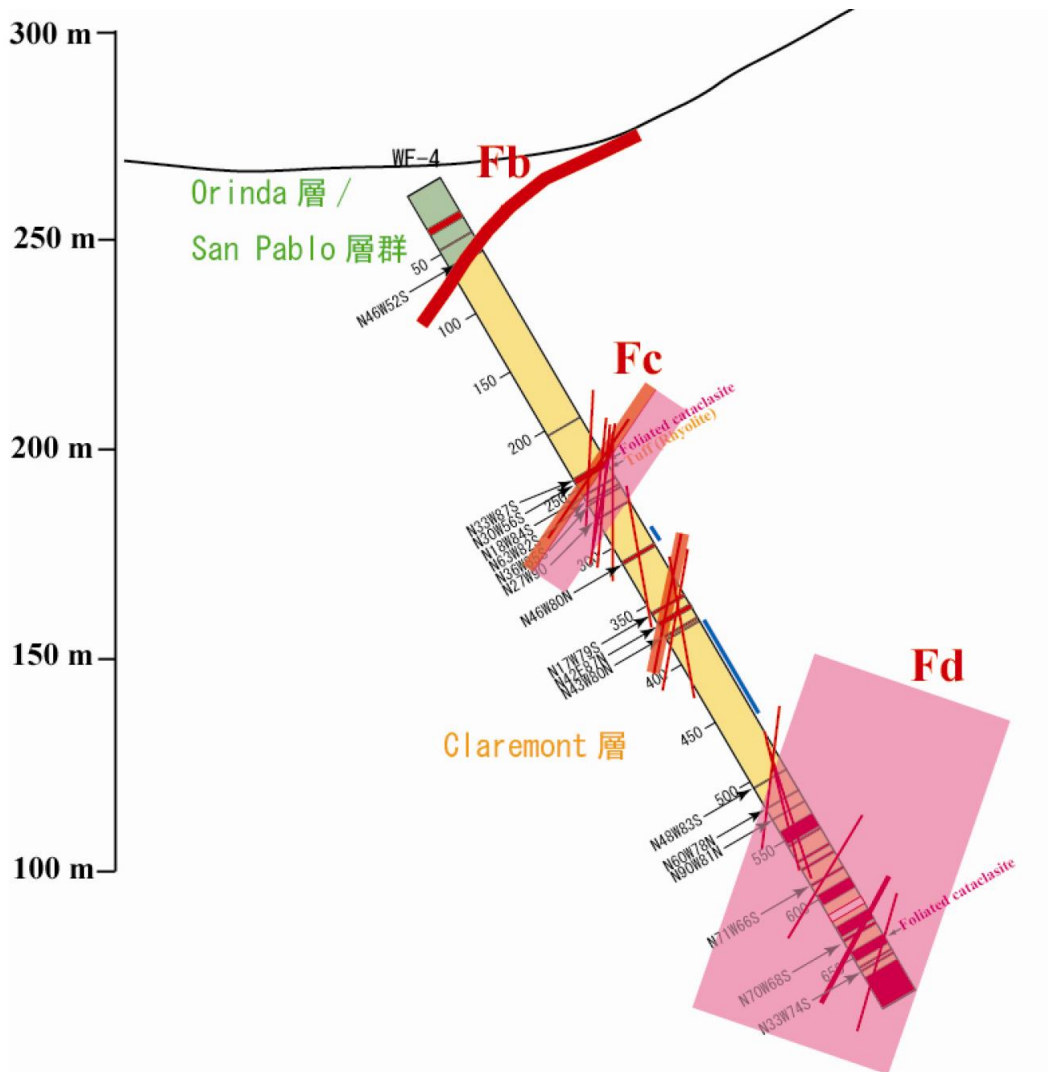 300 m
WF-4
Fb
Orinda 層 /
250 m
San Pablo 層群
50
N46W52S
100
Fc
150
Foliated cataclasite
Tuff (Rhyolite)
200
200 m
N33W87S
250
N30W56S
N18W84S
N63W82S
N27W90
300
N46W80N
350
N17W79S
N42E87N
N43W80N
400
150 m
Fd
450
Claremont 層
500
N48W83S
N60W78N
N90W81N
550
100 m
Foliated cataclasite
600
N71W66S
650
N70W68S
N33W74S